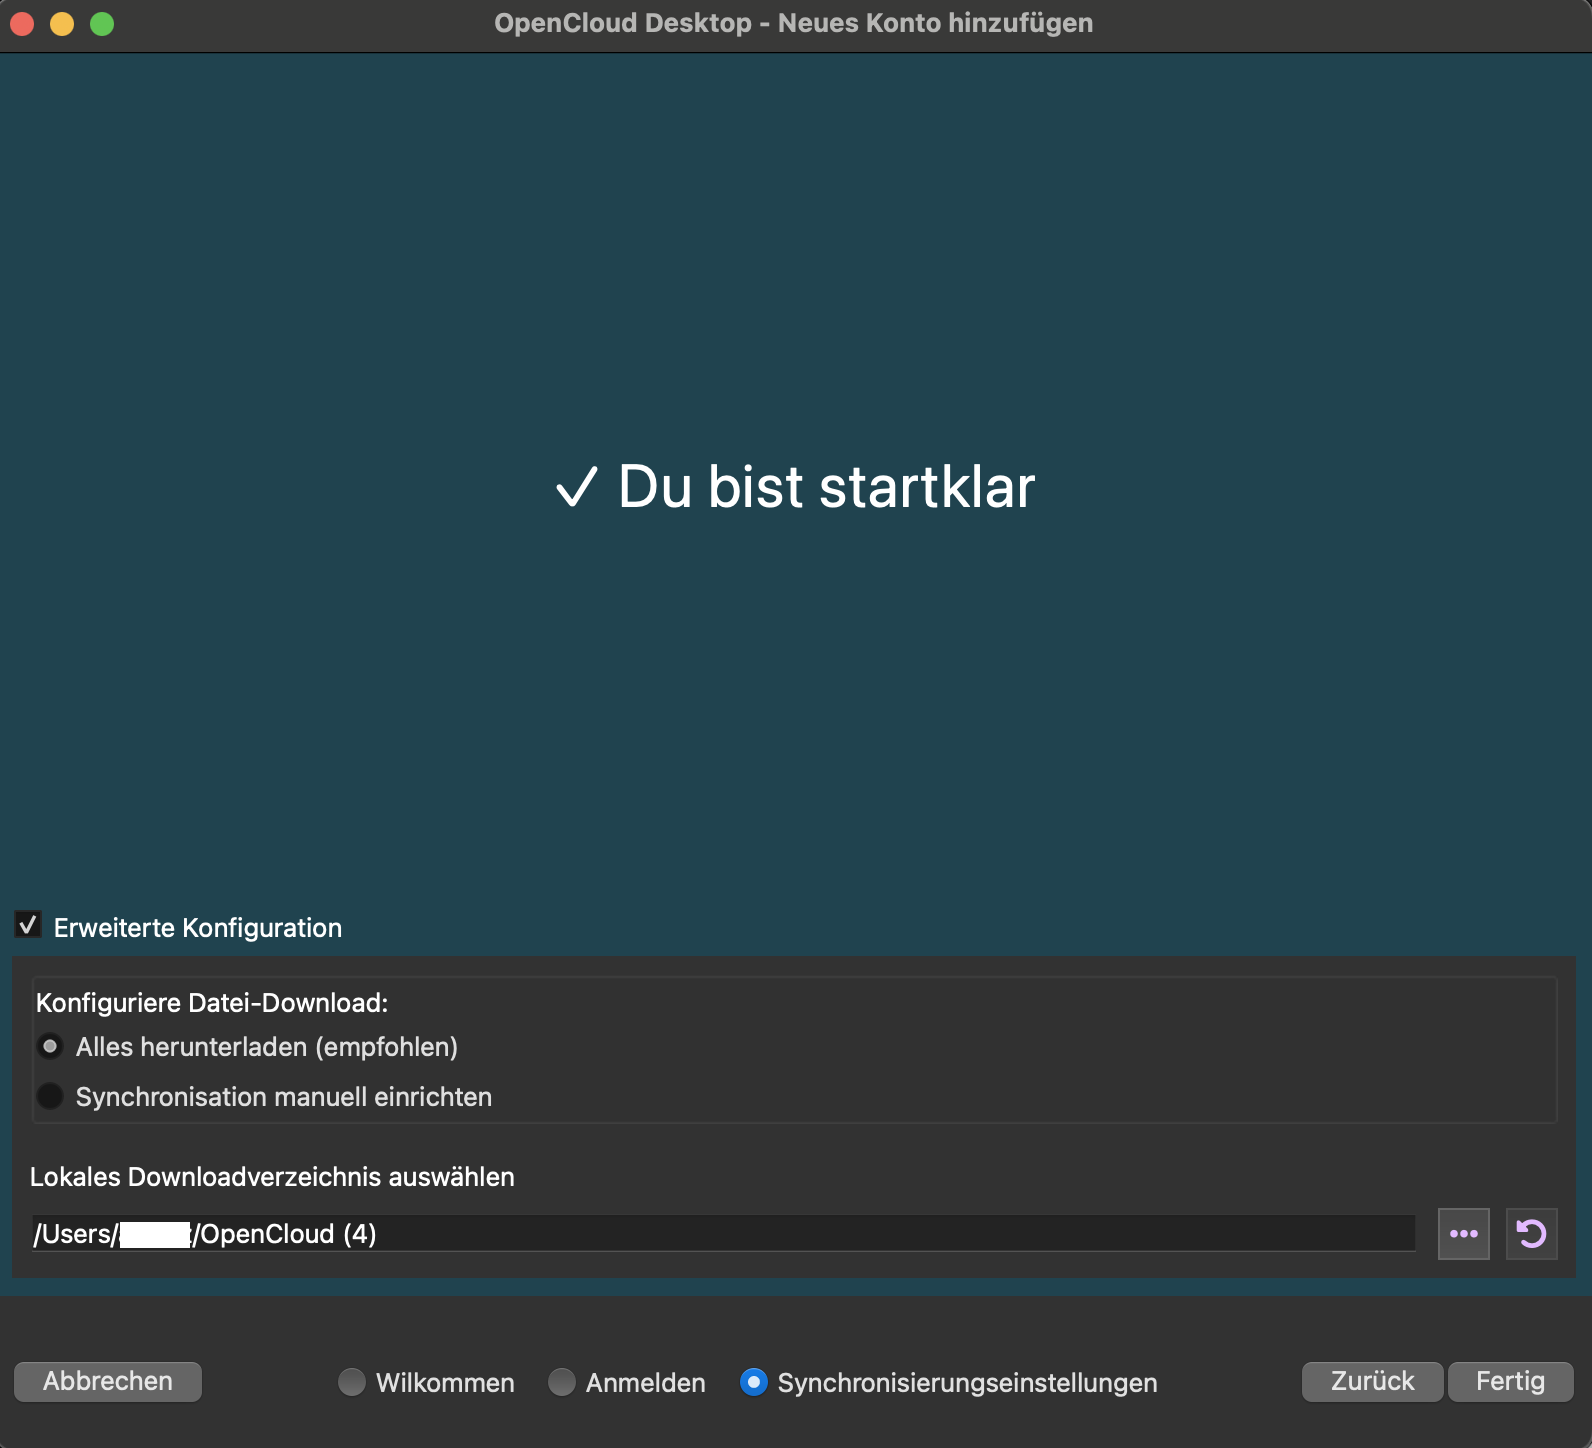 OpenCloud Desktop - Neues Konto hinzufügen
✓ Du bist startklar
Erweiterte Konfiguration
Konfiguriere Datei-Download:
Alles herunterladen (empfohlen)
Synchronisation manuell einrichten
Lokales Downloadverzeichnis auswählen
/Users/ /OpenCloud (4)
Abbrechen Wilkommen Anmelden Synchronisierungseinstellungen Zurück Fertig